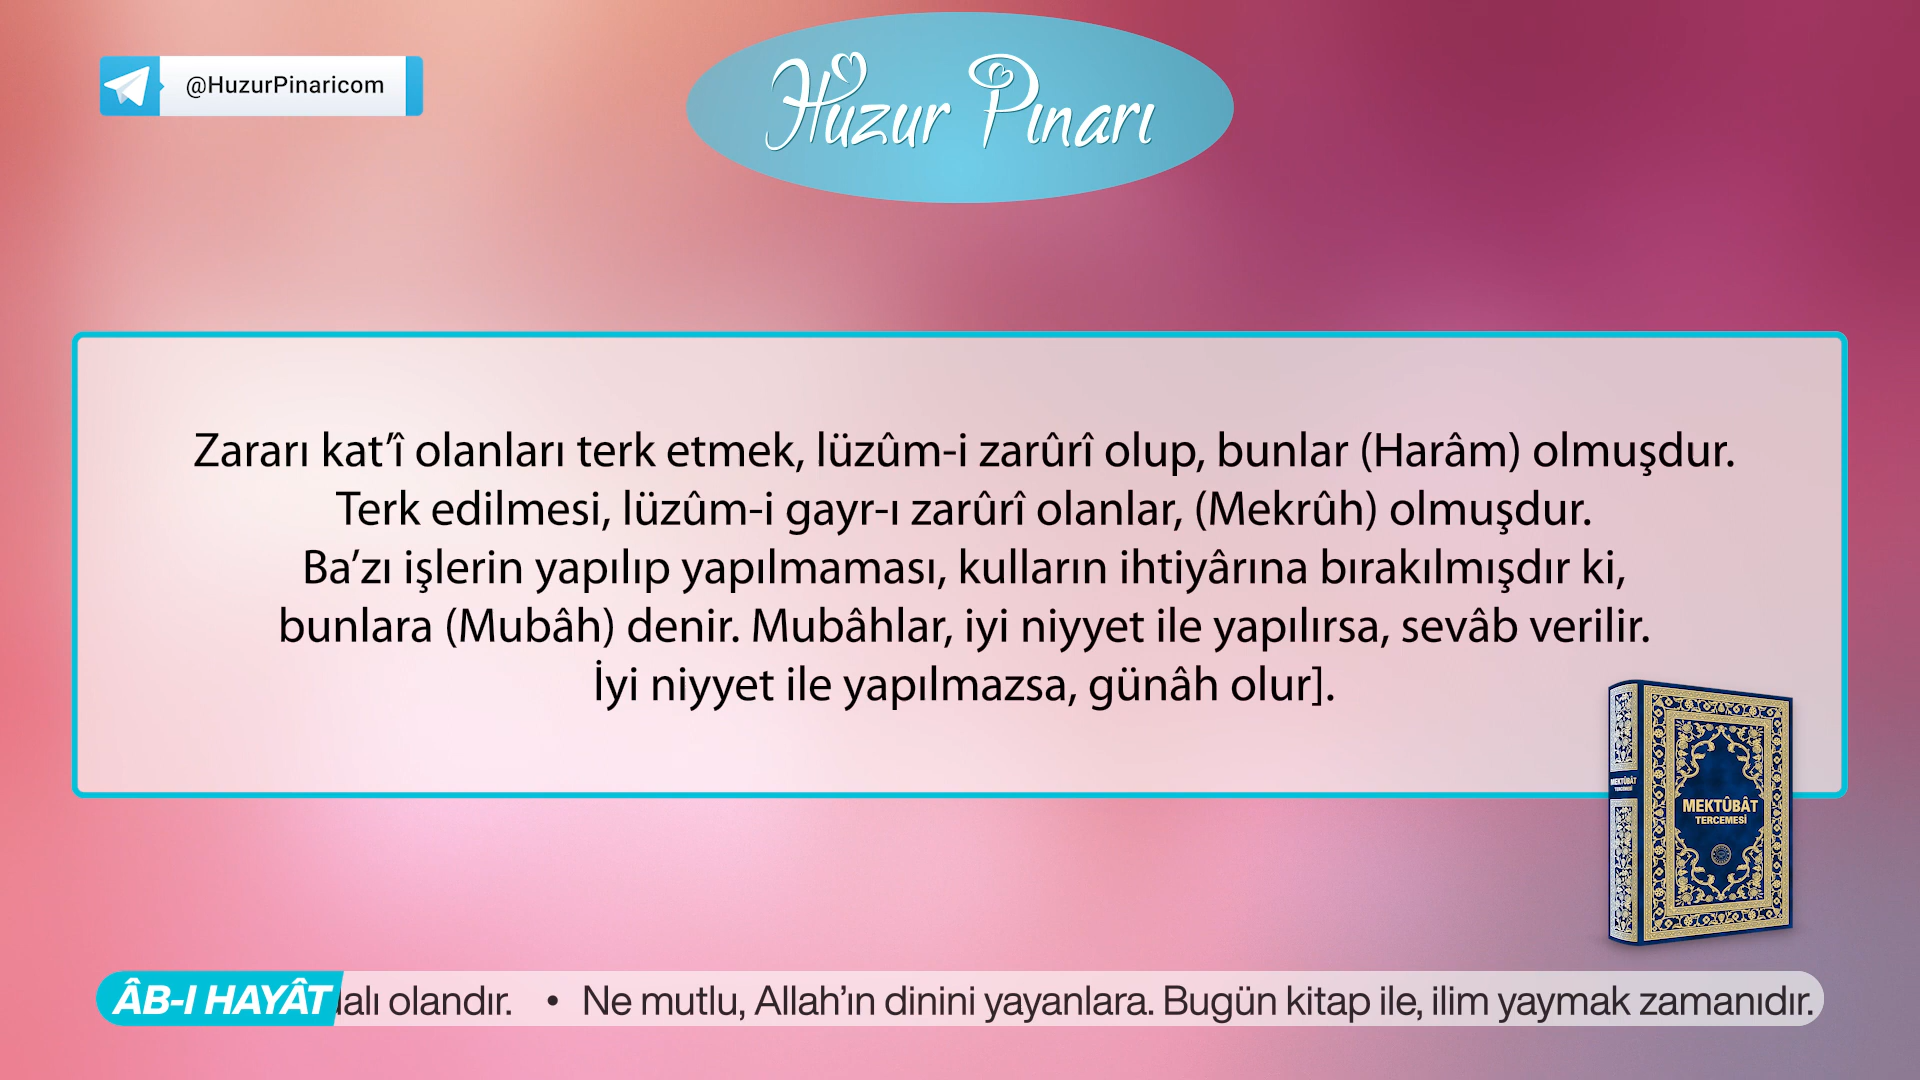 @HuzurPinaricom
Huzur Pınarı
Zararı kat’î olanları terk etmek, lüzûm-i zarûrî olup, bunlar (Harâm) olmuşdur.
Terk edilmesi, lüzûm-i gayr-ı zarûrî olanlar, (Mekrûh) olmuşdur.
Ba’zı işlerin yapılıp yapılmaması, kulların ihtiyârına bırakılmışdır ki,
bunlara (Mubâh) denir. Mubâhlar, iyi niyyet ile yapılırsa, sevâb verilir.
İyi niyyet ile yapılmazsa, günâh olur].
MEKTÛBÂT
TERCEMESİ
MEKTÛBÂT
TERCEMESİ
ÂB-I HAYÂT olandır. • Ne mutlu, Allah’ın dinini yayanlara. Bugün kitap ile, ilim yaymak zamanıdır.